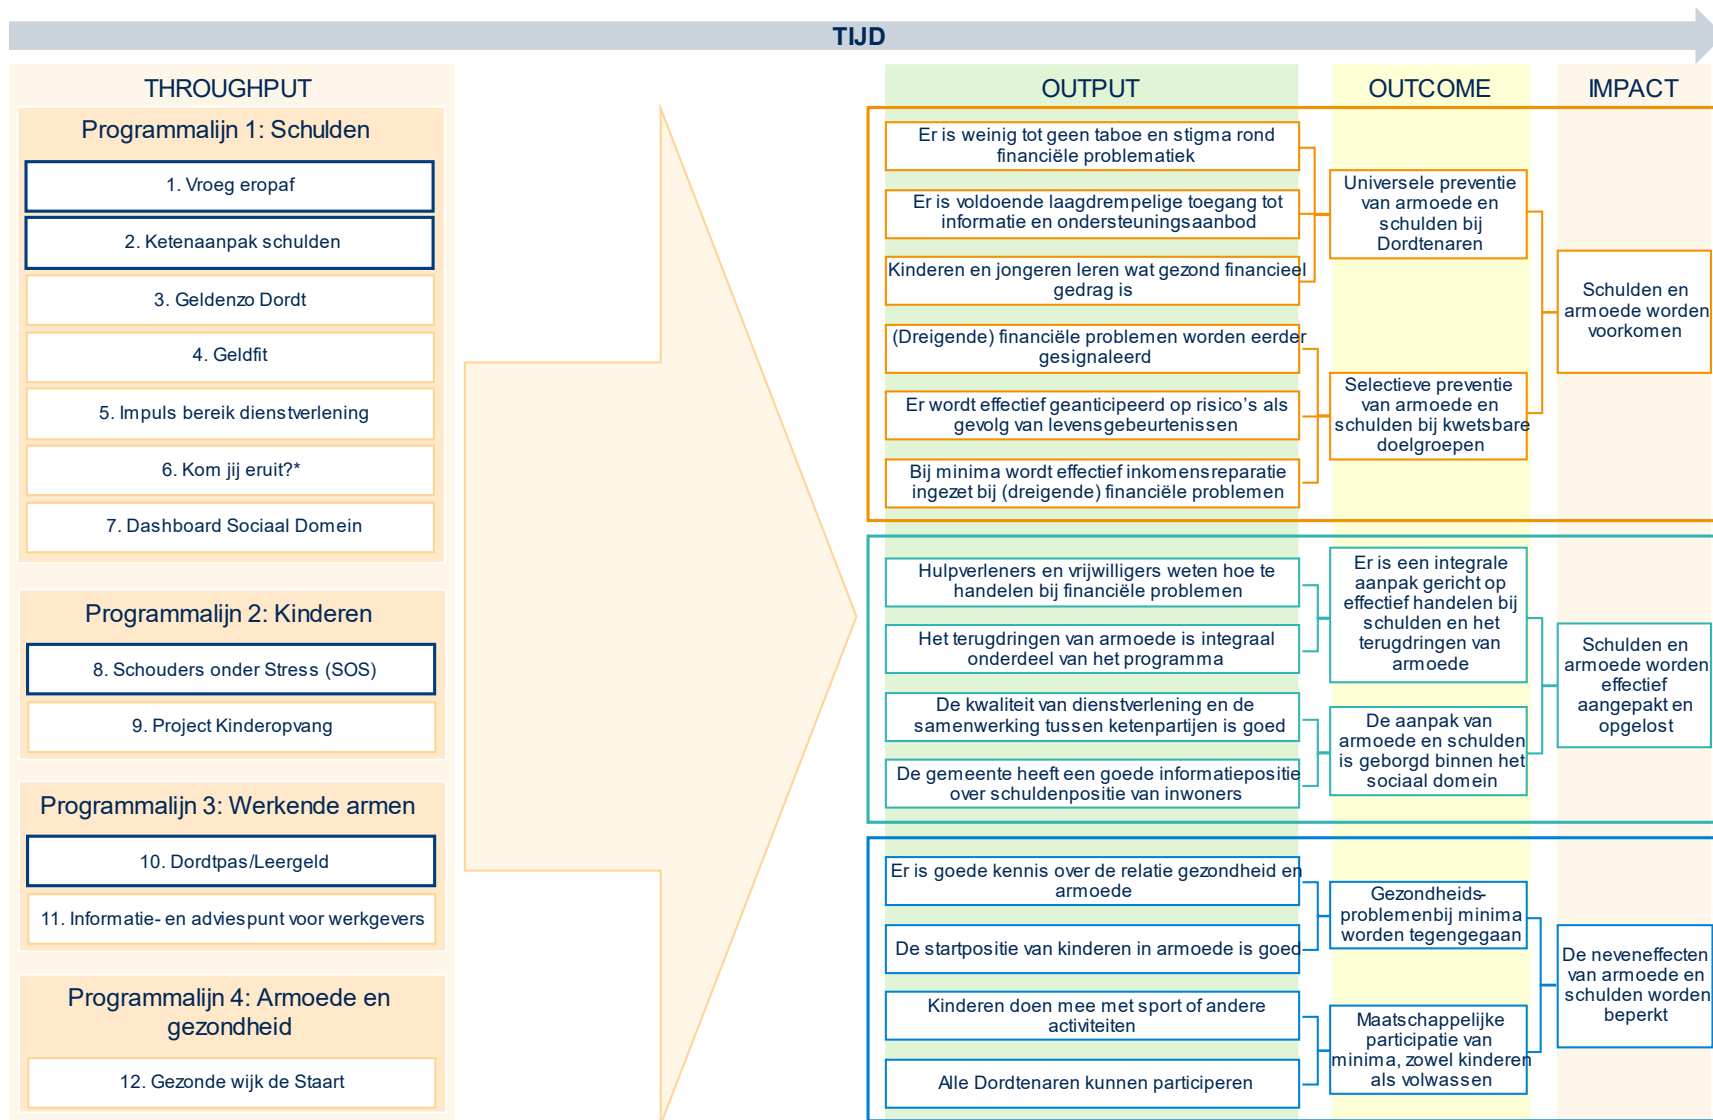 TIJD
THROUGHPUT
Programmalijn 1: Schulden
1. Vroeg eropaf
2. Ketenaanpak schulden
3. Geldenzo Dordt
4. Geldfit
5. Impuls bereik dienstverlening
6. Kom jij eruit?*
7. Dashboard Sociaal Domein
Programmalijn 2: Kinderen
8. Schouders onder Stress (SOS)
9. Project Kinderopvang
Programmalijn 3: Werkende armen
10. Dordtpas/Leergeld
11. Informatie- en adviespunt voor werkgevers
Programmalijn 4: Armoede en
gezondheid
12. Gezonde wijk de Staart
OUTPUT
Er is weinig tot geen taboe en stigma rond
financiële problematiek
Er is voldoende laagdrempelige toegang tot
informatie en ondersteuningsaanbod
Kinderen en jongeren leren wat gezond financieel
gedrag is
(Dreigende) financiële problemen worden eerder
gesignaleerd
Er wordt effectief geanticipeerd op risico's als
gevolg van levensgebeurtenissen
Bij minima wordt effectief inkomensreparatie
ingezet bij (dreigende) financiële problemen
Hulpverleners en vrijwilligers weten hoe te
handelen bij financiële problemen
Het terugdringen van armoede is integraal
onderdeel van het programma
De kwaliteit van dienstverlening en de
samenwerking tussen ketenpartijen is goed
De gemeente heeft een goede informatiepositie
over schuldenpositie van inwoners
Er is goede kennis over de relatie gezondheid en
armoede
De startpositie van kinderen in armoede is goed
Kinderen doen mee met sport of andere
activiteiten
Alle Dordtenaren kunnen participeren
OUTCOME
Universele preventie
van armoede en
schulden bij
Dordtenaren
Selectieve preventie
van armoede en
schulden bij kwetsbare
doelgroepen
Er is een integrale
aanpak gericht op
effectief handelen bij
schulden en het
terugdringen van
armoede
De aanpak van
armoede en schulden
is geborgd binnen het
sociaal domein
Gezondheids-
problemenbij minima
worden tegengegaan
Maatschappelijke
participatie van
minima, zowel kinderen
als volwassen
IMPACT
Schulden en
armoede worden
voorkomen
Schulden en
armoede worden
effectief
aangepakt en
opgelost
De neveneffecten
van armoede en
schulden worden
beperkt